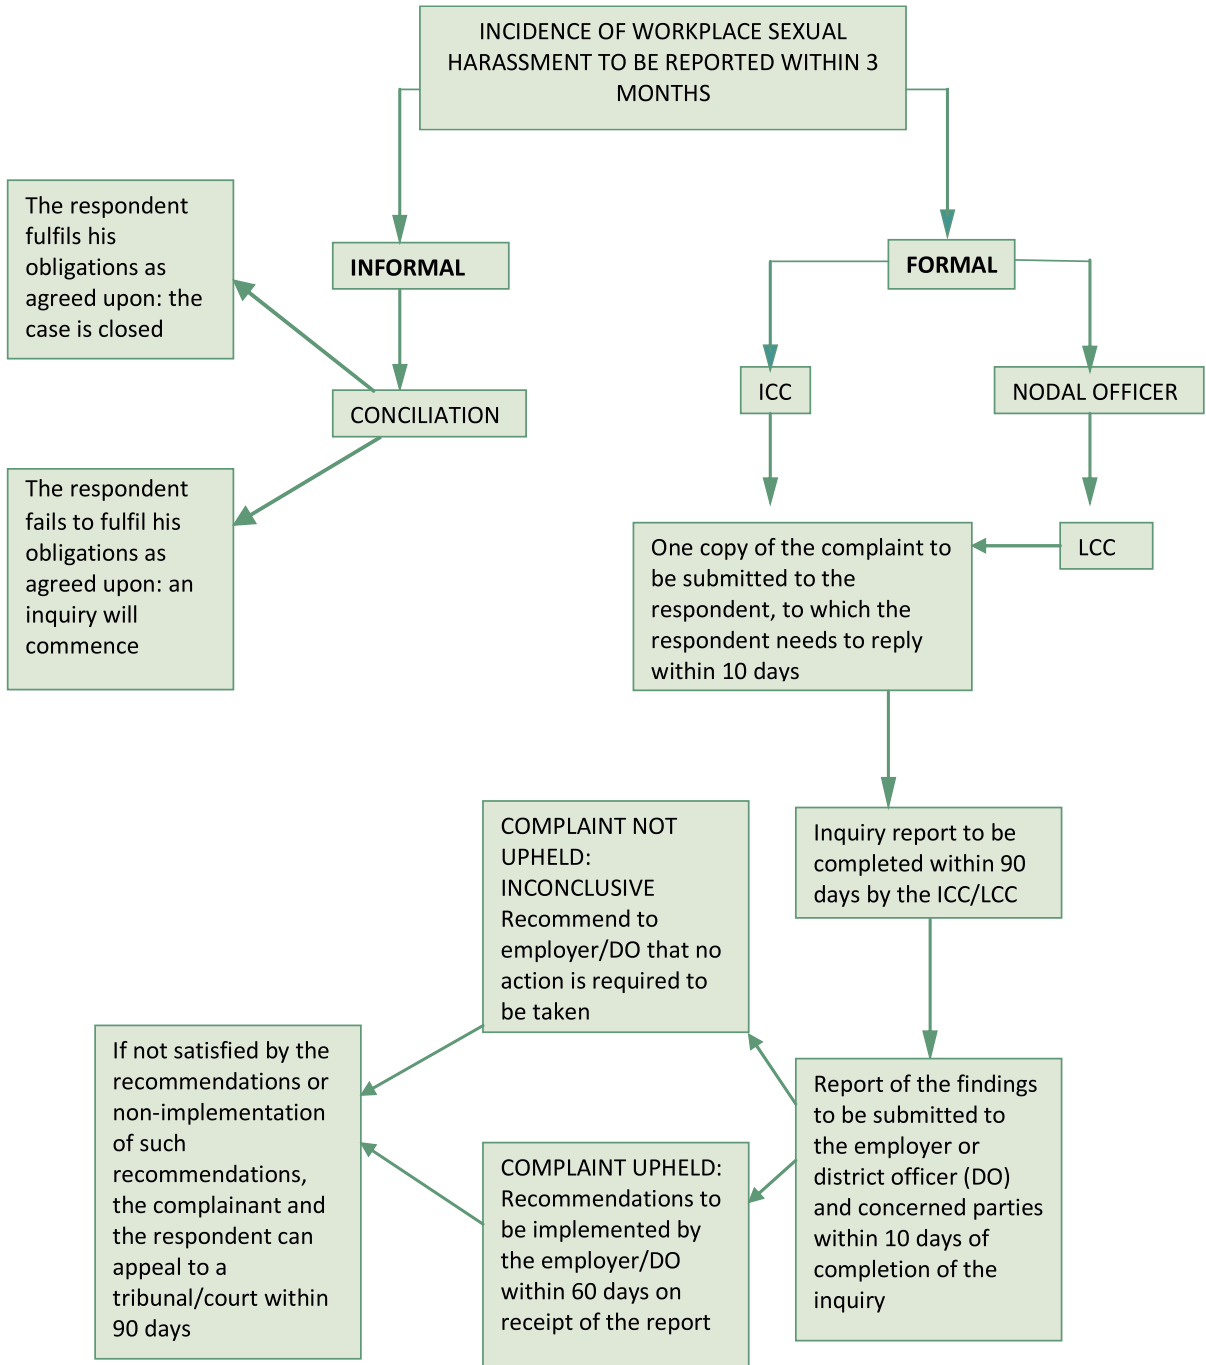 INCIDENCE OF WORKPLACE SEXUAL
HARASSMENT TO BE REPORTED WITHIN 3
MONTHS
The respondent
fulfils his
obligations as
agreed upon: the
case is closed
INFORMAL
FORMAL
ICC
NODAL OFFICER
CONCILIATION
The respondent
fails to fulfil his
obligations as
agreed upon: an
inquiry will
commence
One copy of the complaint to
be submitted to the
respondent, to which the
respondent needs to reply
within 10 days
LCC
Inquiry report to be
completed within 90
days by the ICC/LCC
COMPLAINT NOT
UPHELD:
INCONCLUSIVE
Recommend to
employer/DO that no
action is required to
be taken
Report of the findings
to be submitted to
the employer or
district officer (DO)
and concerned parties
within 10 days of
completion of the
inquiry
COMPLAINT UPHELD:
Recommendations to
be implemented by
the employer/DO
within 60 days on
receipt of the report
If not satisfied by the
recommendations or
non-implementation
of such
recommendations,
the complainant and
the respondent can
appeal to a
tribunal/court within
90 days